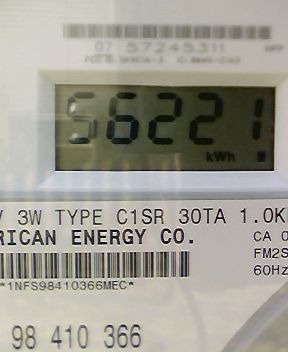 07 57245311
56221
kWh
V 3W TYPE C1SR 30TA 1.0K
RICAN ENERGY CO.
CA 0
FM2S
60Hz
*1NFS98410366MEC*
98 410 366